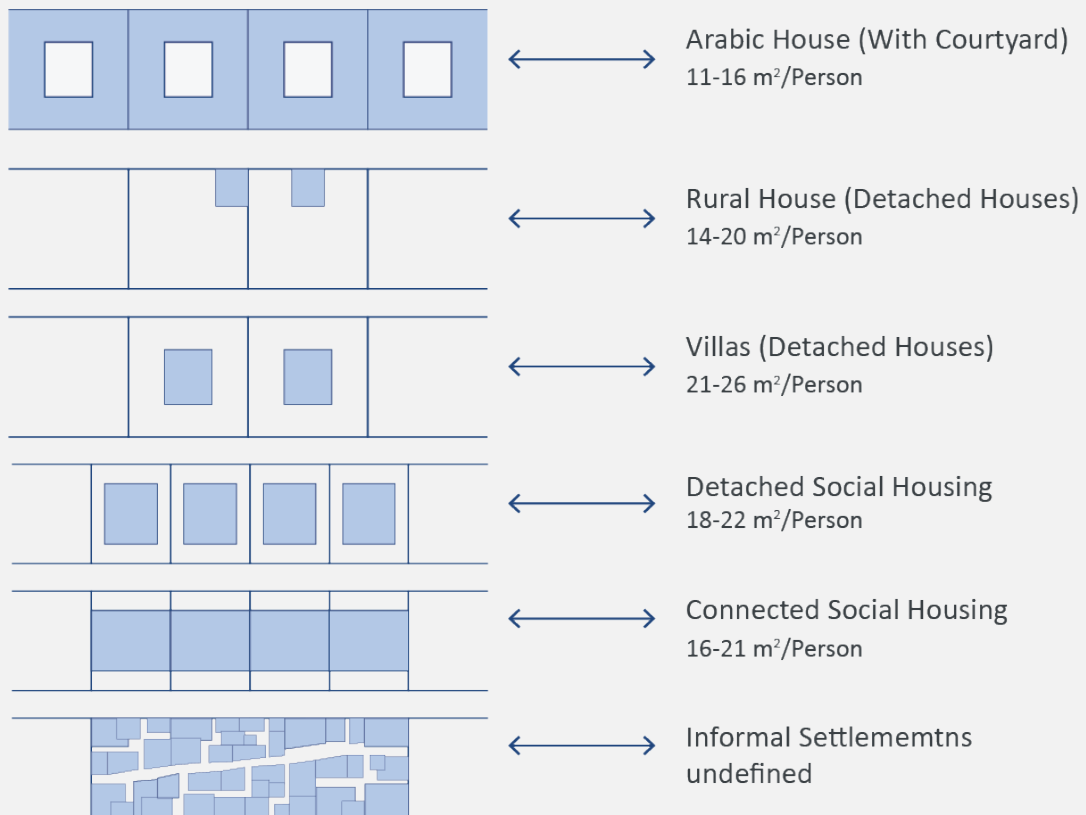 Arabic House (With Courtyard)
11-16 m²/Person
Rural House (Detached Houses)
14-20 m²/Person
Villas (Detached Houses)
21-26 m²/Person
Detached Social Housing
18-22 m²/Person
Connected Social Housing
16-21 m²/Person
Informal Settlememtns
undefined